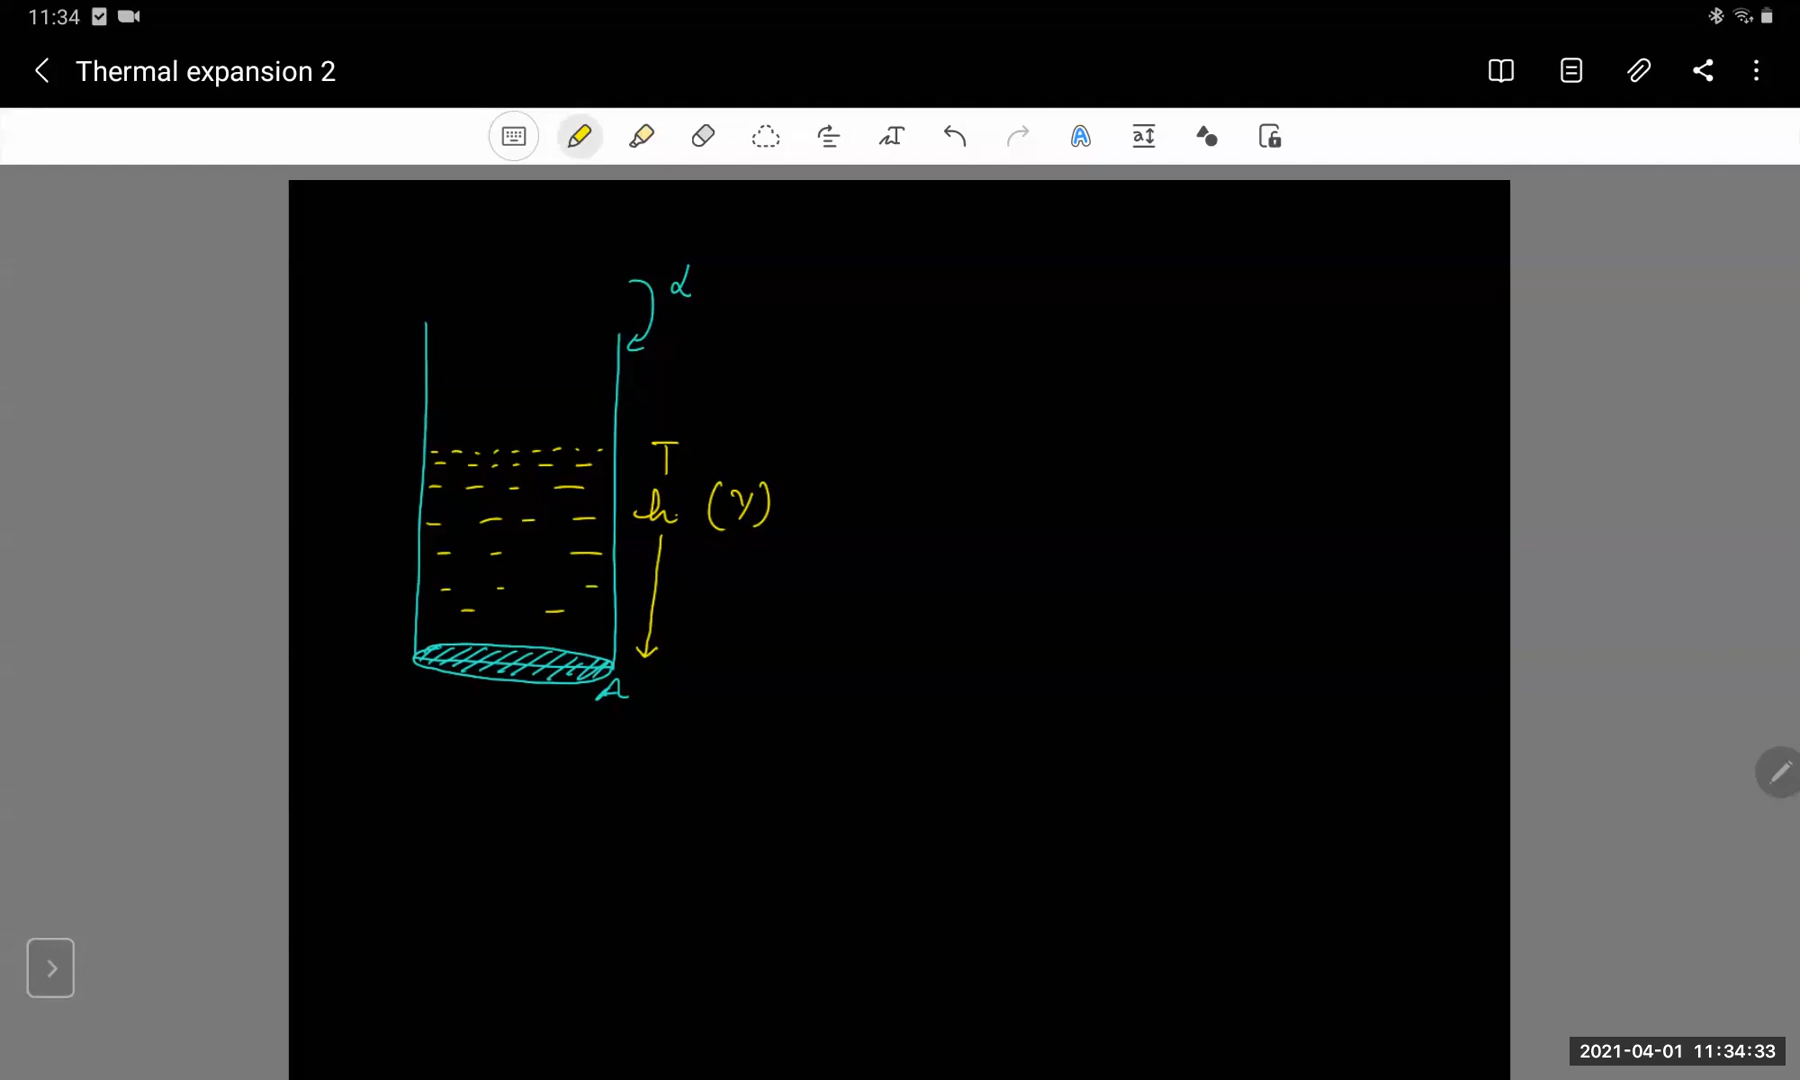 11:34
Thermal expansion 2
α
T
h (γ)
A
2021-04-01 11:34:33